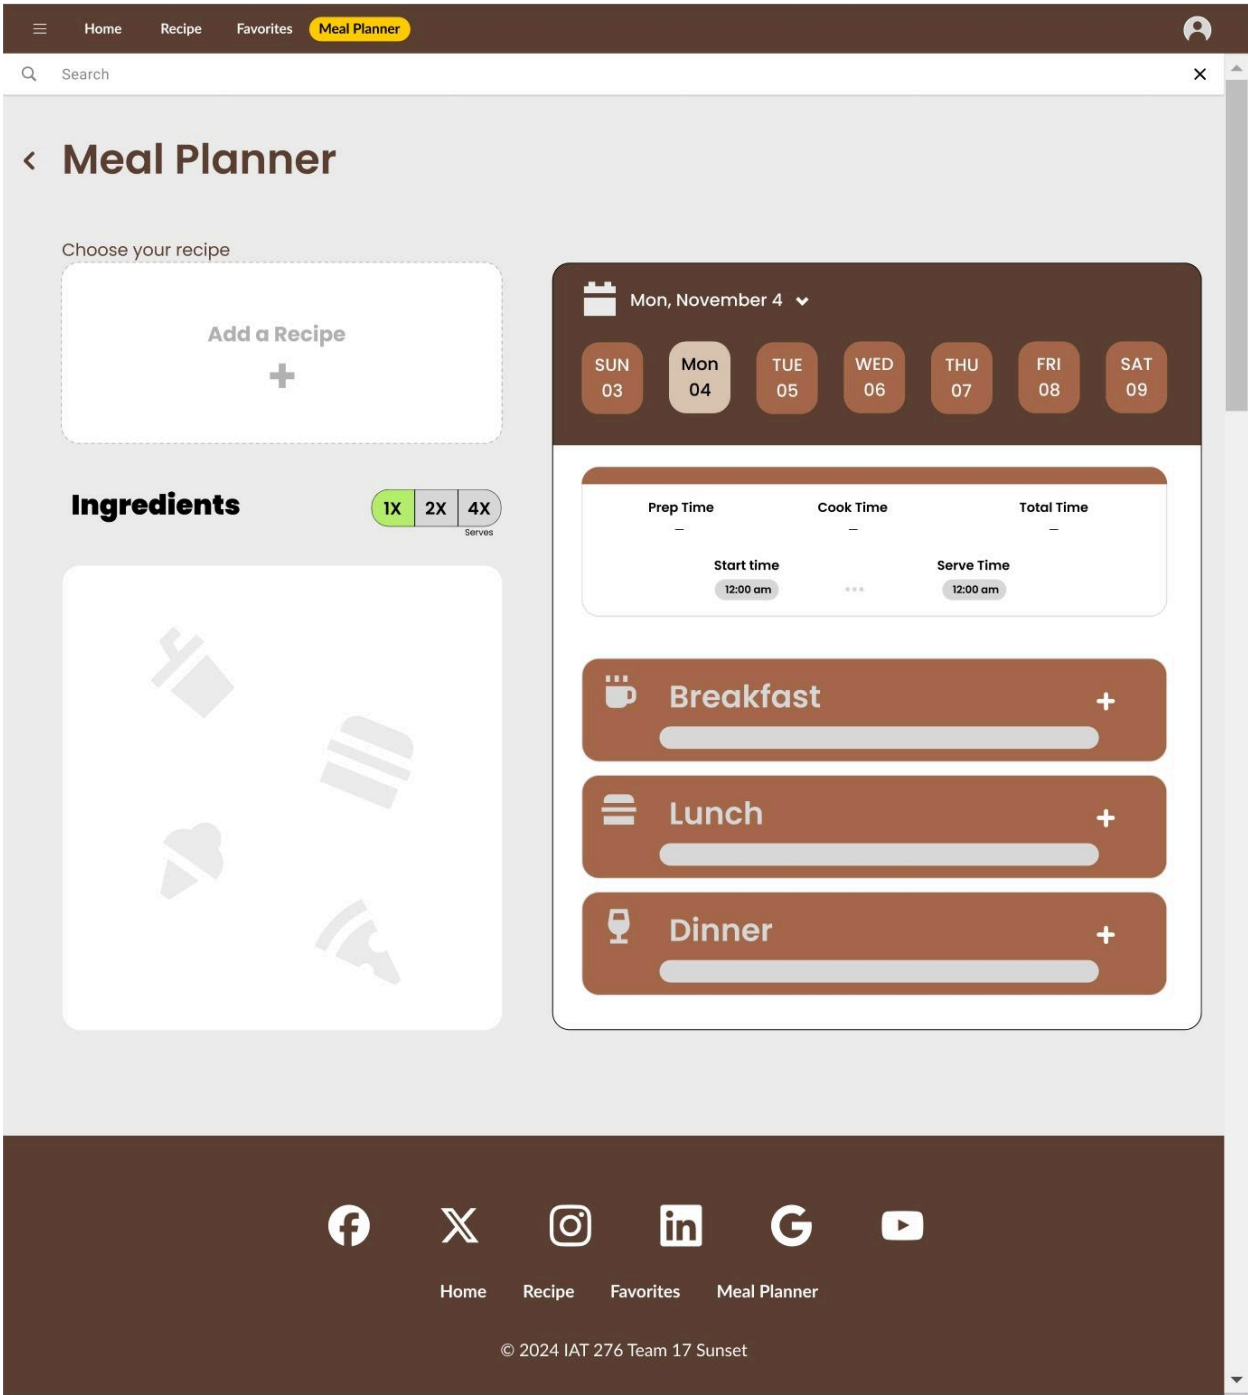 Home Recipe Favorites Meal Planner
Search
Meal Planner
Choose your recipe
Add a Recipe
Ingredients
1X 2X 4X
Serves
Mon, November 4
SUN Mon TUE WED THU FRI SAT
03 04 05 06 07 08 09
Prep Time Cook Time Total Time
– – –
Start time Serve Time
12:00 am 12:00 am
Breakfast
Lunch
Dinner
Home Recipe Favorites Meal Planner
© 2024 IAT 276 Team 17 Sunset